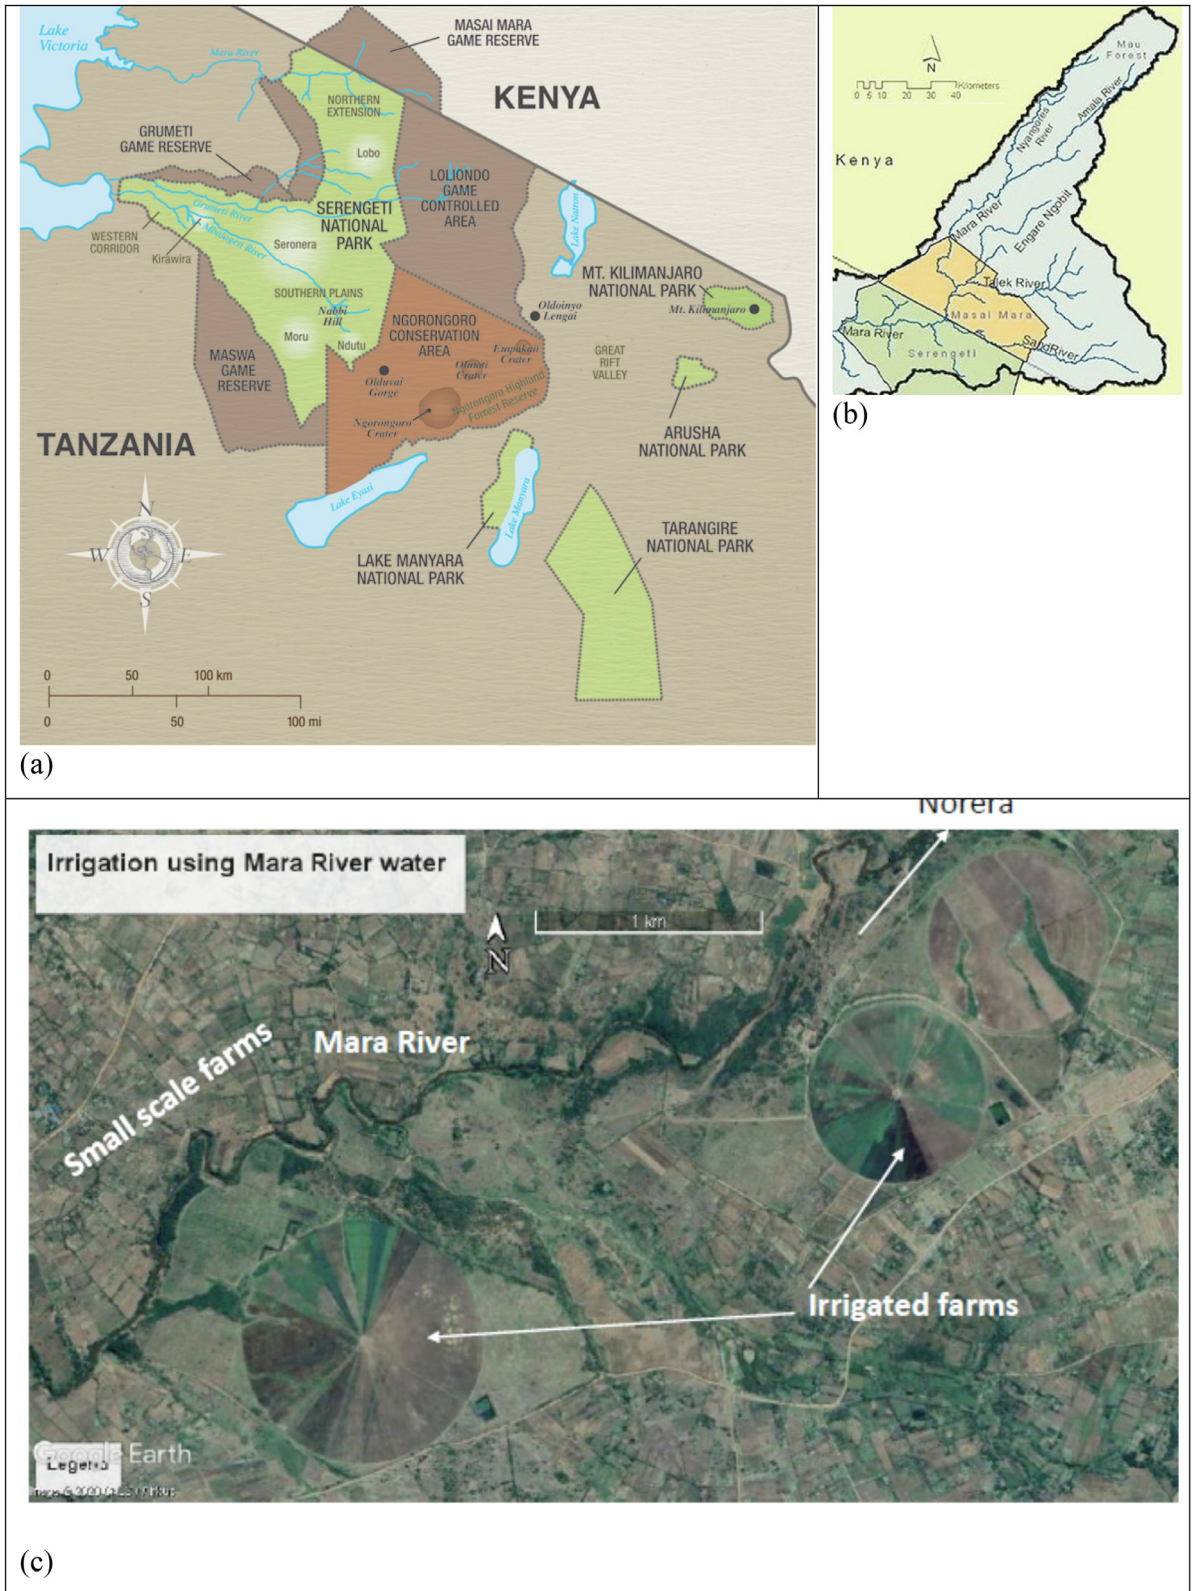 Lake
Victoria
Mara River
MASAI MARA
GAME RESERVE
KENYA
NORTHERN
EXTENSION
GRUMETI
GAME RESERVE
Lobo
LOLIONDO
GAME
CONTROLLED
AREA
Grumeti River
SERENGETI
NATIONAL
PARK
WESTERN
CORRIDOR
Kirawira
Mbalageti River
Seronera
Lake Natron
MT. KILIMANJARO
NATIONAL PARK
Mt. Kilimanjaro
SOUTHERN PLAINS
Nabbi
Hill
Oldoinyo
Lengai
NGORONGORO
CONSERVATION
AREA
Moru
Ndutu
Empakaii
Crater
Olmoti
Crater
GREAT
RIFT
VALLEY
MASWA
GAME
RESERVE
Olduvai
Gorge
Ngorongoro Highland
Forrest Reserve
Ngorongoro
Crater
ARUSHA
NATIONAL PARK
TANZANIA
Lake Eyasi
Lake Manyara
LAKE MANYARA
NATIONAL PARK
TARANGIRE
NATIONAL PARK
N
W E
S
0 50 100 km
0 50 100 mi
(a)
Mau
Forest
N
Kilometers
0 5 10 20 30 40
Nyangores
River
Amala River
Kenya
Mara River
Engare Ngobit
Talek River
Masai Mara
Mara River
Sand River
Serengeti
(b)
Norera
Irrigation using Mara River water
1 km
N
Mara River
Small scale farms
Irrigated farms
Google Earth
Legend
(c)